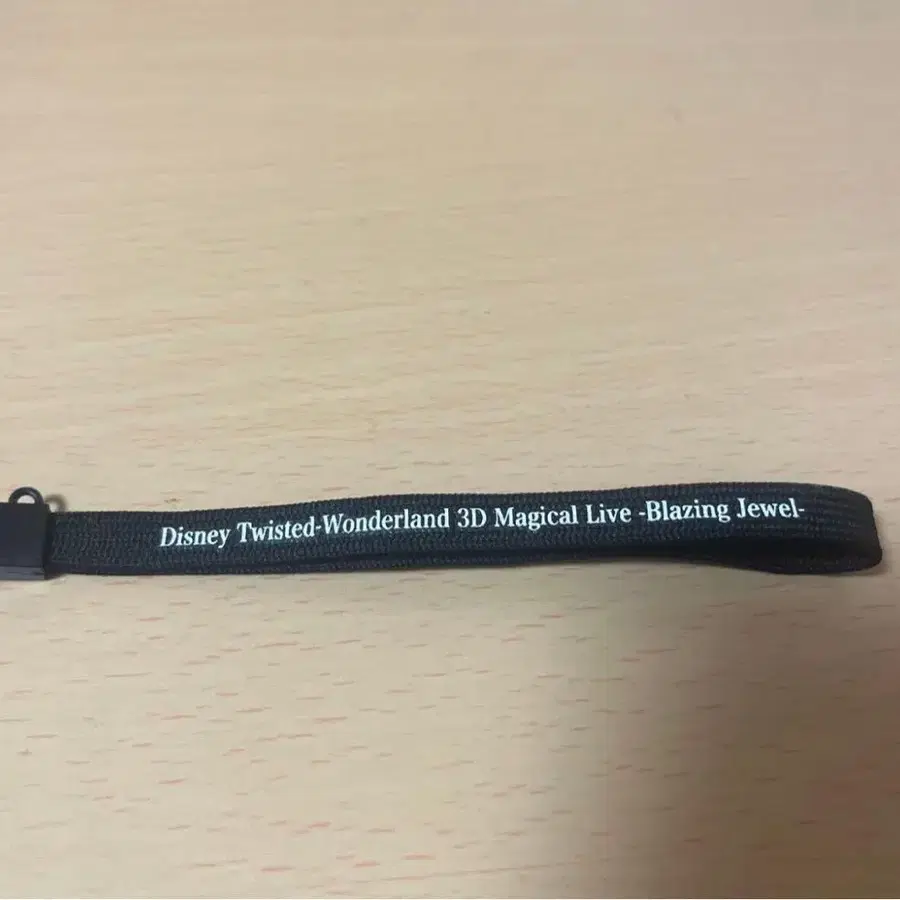 Disney Twisted-Wonderland 3D Magical Live -Blazing Jewel-